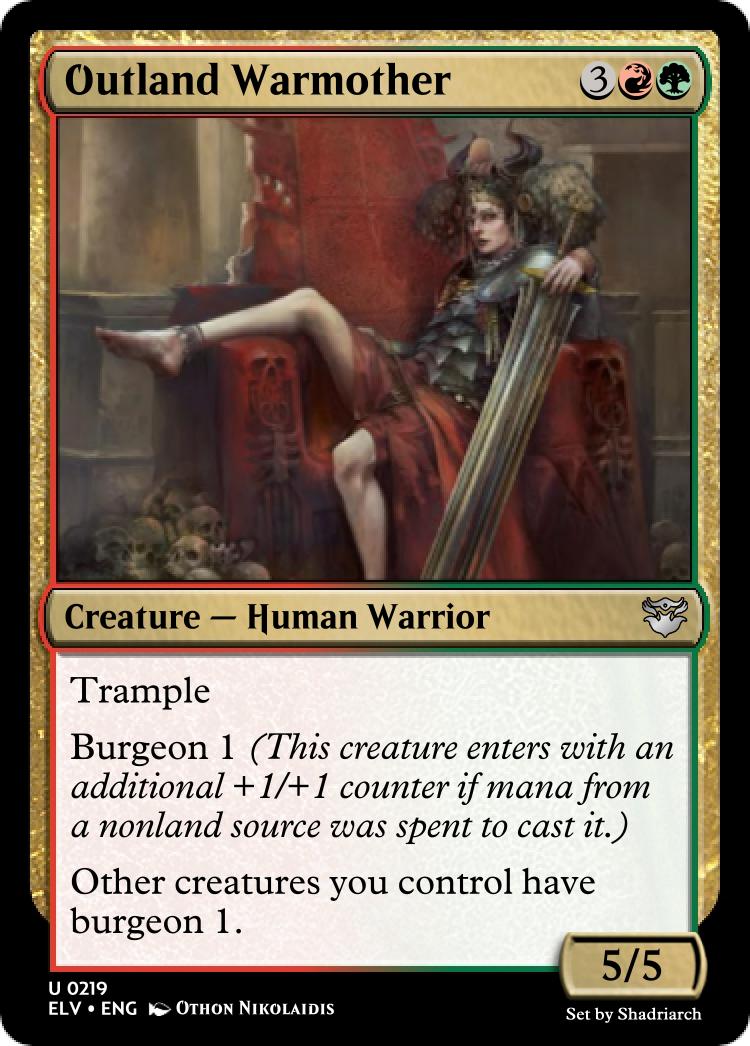 Outland Warmother 3
Creature — Human Warrior
Trample
Burgeon 1 (This creature enters with an
additional +1/+1 counter if mana from
a nonland source was spent to cast it.)
Other creatures you control have
burgeon 1.
5/5
U 0219
ELV • ENG Othon Nikolaidis
Set by Shadriarch